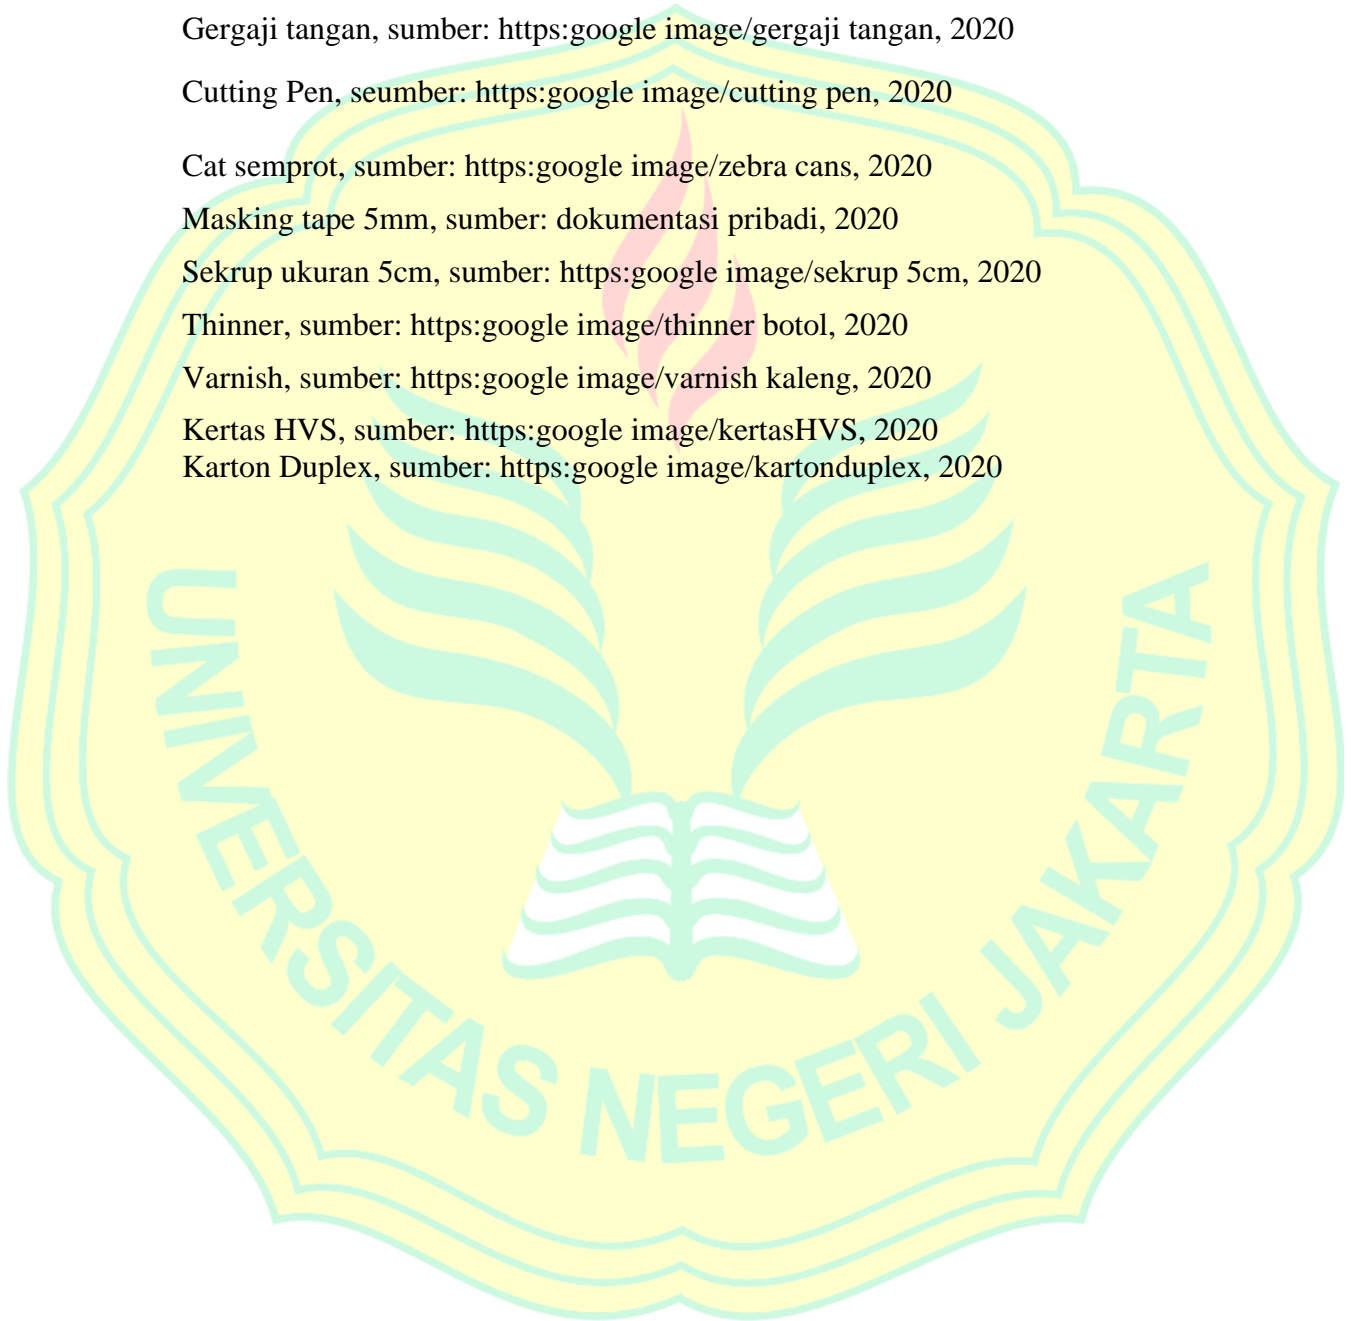 Gergaji tangan, sumber: https:google image/gergaji tangan, 2020
Cutting Pen, seumber: https:google image/cutting pen, 2020
Cat semprot, sumber: https:google image/zebra cans, 2020
Masking tape 5mm, sumber: dokumentasi pribadi, 2020
Sekrup ukuran 5cm, sumber: https:google image/sekrup 5cm, 2020
Thinner, sumber: https:google image/thinner botol, 2020
Varnish, sumber: https:google image/varnish kaleng, 2020
Kertas HVS, sumber: https:google image/kertasHVS, 2020
Karton Duplex, sumber: https:google image/kartonduplex, 2020
UNIVERSITAS NEGERI JAKARTA